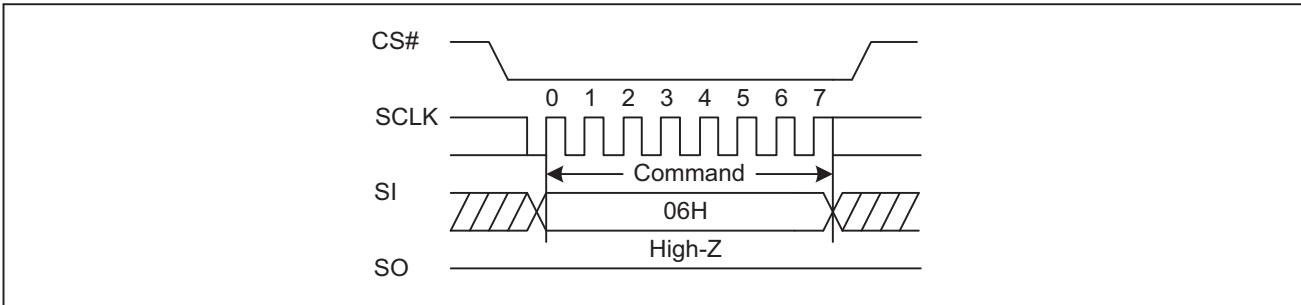 CS#
0 1 2 3 4 5 6 7
SCLK
Command
SI
06H
High-Z
SO